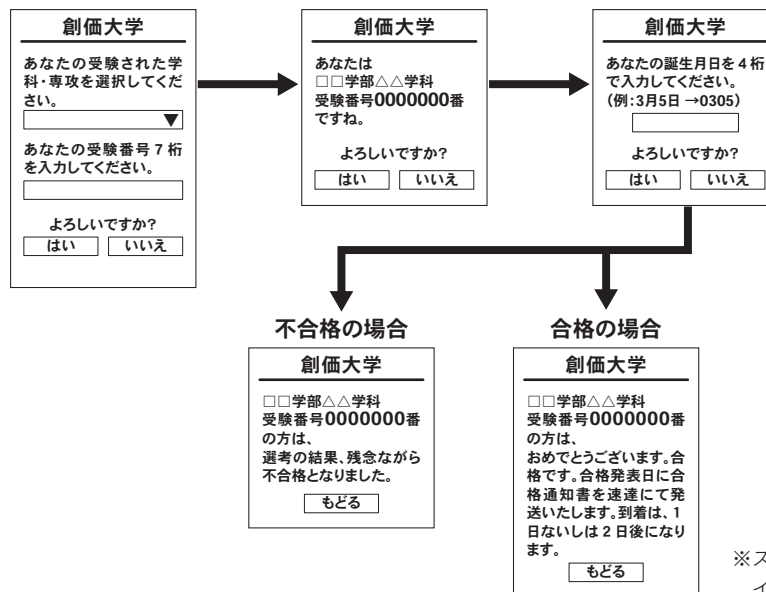 創価大学
あなたの受験された学
科・専攻を選択してくだ
さい。
▼
あなたの受験番号7桁
を入力してください。
よろしいですか?
はい いいえ
創価大学
あなたは
□□学部△△学科
受験番号0000000番
ですね。
よろしいですか?
はい いいえ
創価大学
あなたの誕生月日を4桁
で入力してください。
(例:3月5日→0305)
よろしいですか?
はい いいえ
不合格の場合
創価大学
□□学部△△学科
受験番号0000000番
の方は、
選考の結果、残念ながら
不合格となりました。
もどる
合格の場合
創価大学
□□学部△△学科
受験番号0000000番
の方は、
おめでとうございます。合
格です。合格発表日に合
格通知書を速達にて発
送いたします。到着は、1
日ないしは2日後になり
ます。
もどる
※ス